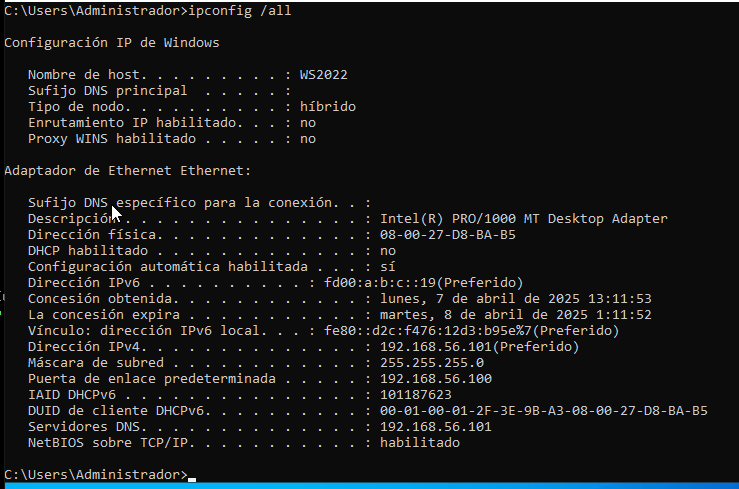 C:\Users\Administrador>ipconfig /all
Configuración IP de Windows
Nombre de host. . . . . . . . . : WS2022
Sufijo DNS principal  . . . . . :
Tipo de nodo. . . . . . . . . . : híbrido
Enrutamiento IP habilitado. . . : no
Proxy WINS habilitado . . . . . : no
Adaptador de Ethernet Ethernet:
Sufijo DNS específico para la conexión. . :
Descripción . . . . . . . . . . . . . . . : Intel(R) PRO/1000 MT Desktop Adapter
Dirección física. . . . . . . . . . . . . : 08-00-27-D8-BA-B5
DHCP habilitado . . . . . . . . . . . . . : no
Configuración automática habilitada . . . : sí
Dirección IPv6 . . . . . . . . . . : fd00:a:b:c::19(Preferido)
Concesión obtenida. . . . . . . . . . . . : lunes, 7 de abril de 2025 13:11:53
La concesión expira . . . . . . . . . . . : martes, 8 de abril de 2025 1:11:52
Vínculo: dirección IPv6 local. . . : fe80::d2c:f476:12d3:b95e%7(Preferido)
Dirección IPv4. . . . . . . . . . . . . . : 192.168.56.101(Preferido)
Máscara de subred . . . . . . . . . . . . : 255.255.255.0
Puerta de enlace predeterminada . . . . . : 192.168.56.100
IAID DHCPv6 . . . . . . . . . . . . . . . : 101187623
DUID de cliente DHCPv6. . . . . . . . . . : 00-01-00-01-2F-3E-9B-A3-08-00-27-D8-BA-B5
Servidores DNS. . . . . . . . . . . . . . : 192.168.56.101
NetBIOS sobre TCP/IP. . . . . . . . . . . : habilitado
C:\Users\Administrador>